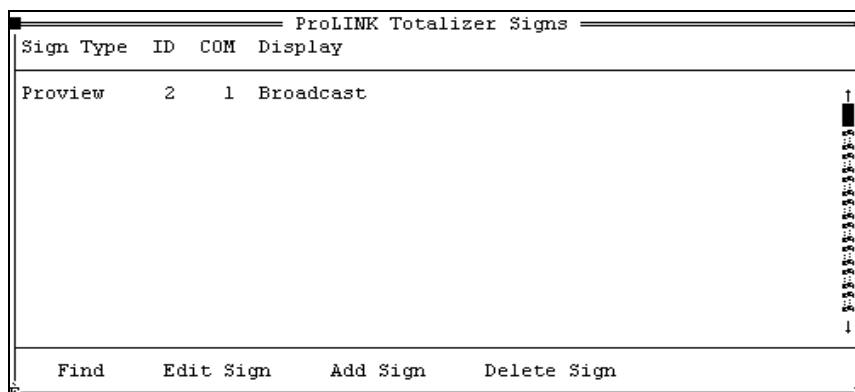 ProLINK Totalizer Signs
Sign Type ID COM Display
Proview 2 1 Broadcast
Find Edit Sign Add Sign Delete Sign